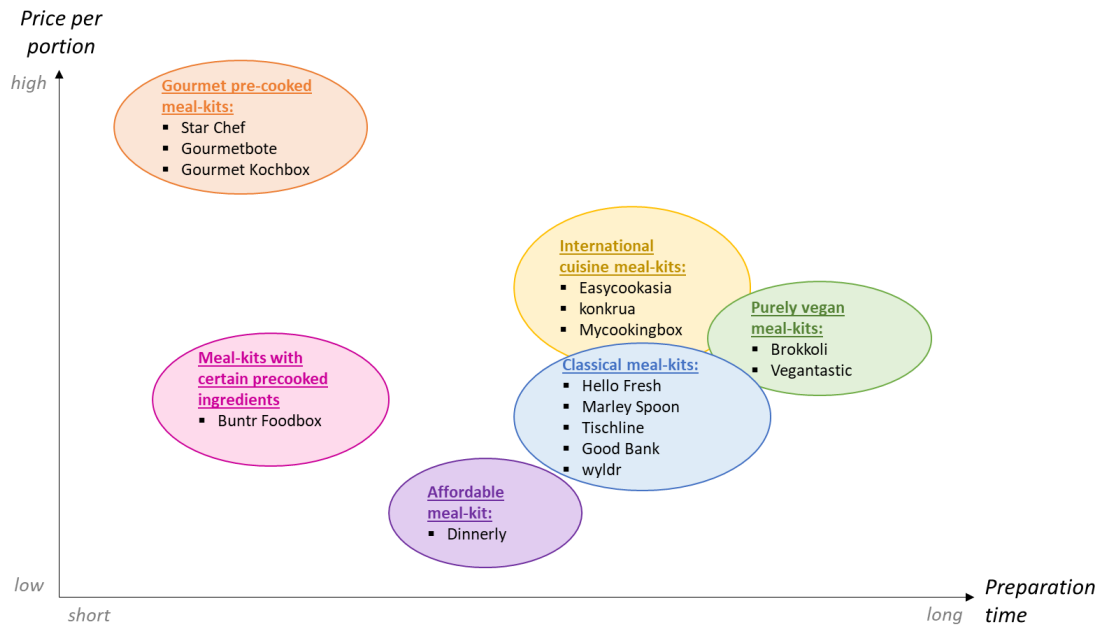 Price per
portion
high
Gourmet pre-cooked
meal-kits:
▪ Star Chef
▪ Gourmetbote
▪ Gourmet Kochbox
International
cuisine meal-kits:
▪ Easycookasia
▪ konkrua
▪ Mycookingbox
Purely vegan
meal-kits:
▪ Brokkoli
▪ Vegantastic
Meal-kits with
certain precooked
ingredients
▪ Buntr Foodbox
Classical meal-kits:
▪ Hello Fresh
▪ Marley Spoon
▪ Tischline
▪ Good Bank
▪ wyldr
Affordable
meal-kit:
▪ Dinnerly
low
short
long
Preparation
time